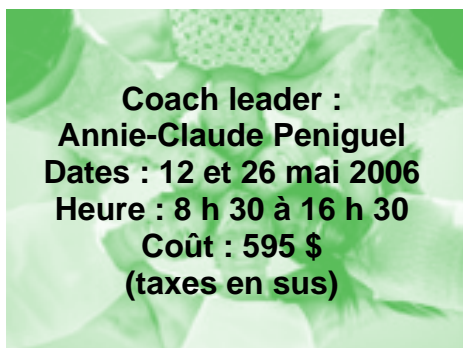 Coach leader :
Annie-Claude Peniguel
Dates : 12 et 26 mai 2006
Heure : 8 h 30 à 16 h 30
Coût : 595 $
(taxes en sus)